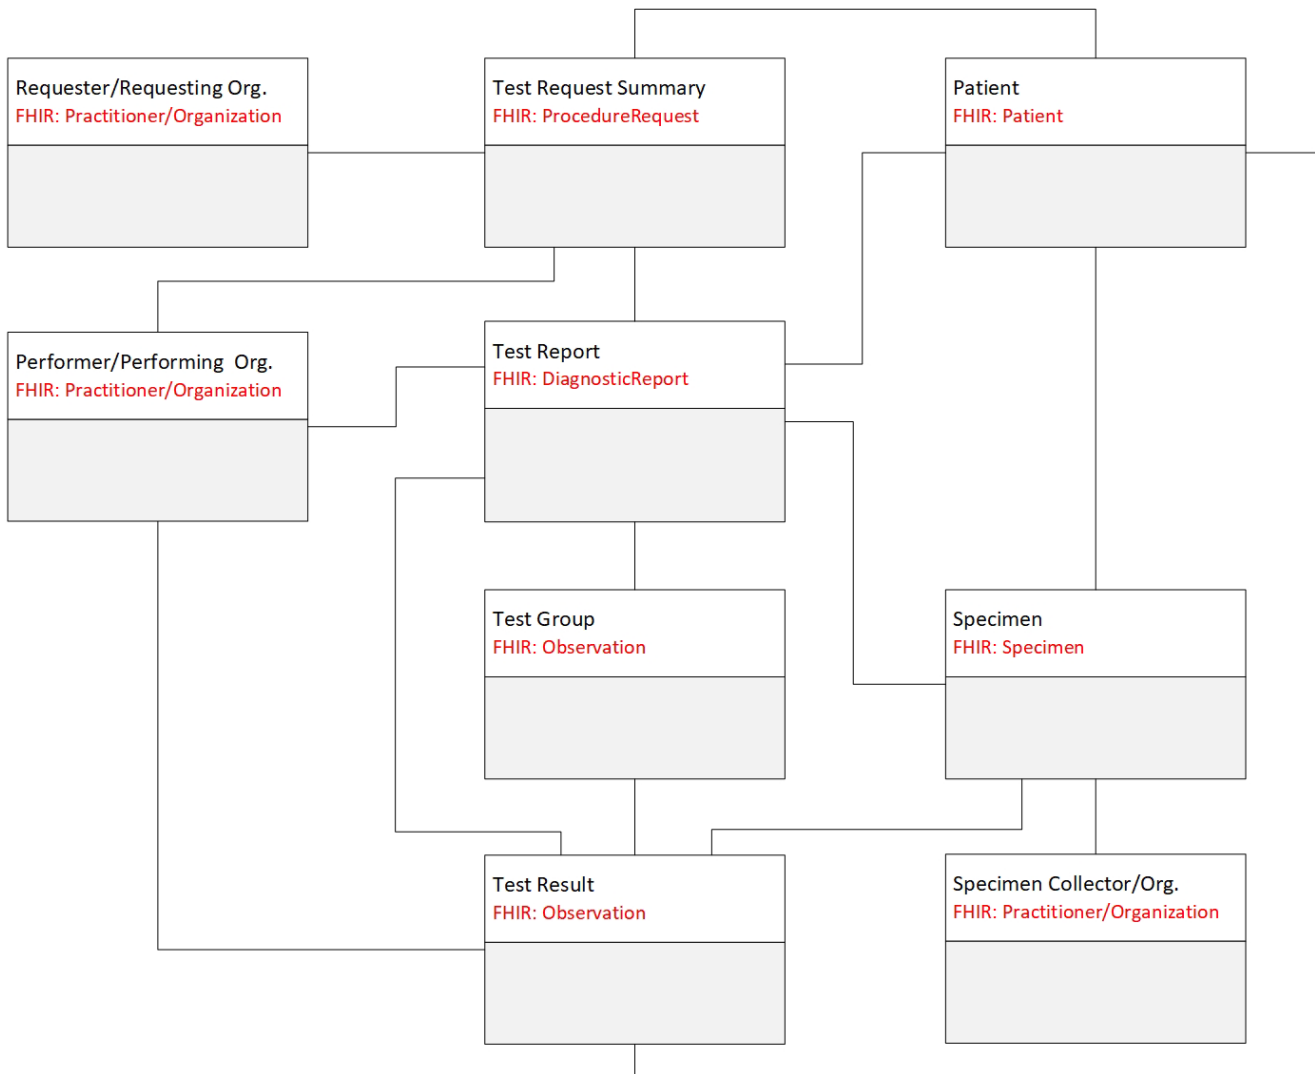 Requester/Requesting Org.
FHIR: Practitioner/Organization
Test Request Summary
FHIR: ProcedureRequest
Patient
FHIR: Patient
Performer/Performing  Org.
FHIR: Practitioner/Organization
Test Report
FHIR: DiagnosticReport
Test Group
FHIR: Observation
Specimen
FHIR: Specimen
Test Result
FHIR: Observation
Specimen Collector/Org.
FHIR: Practitioner/Organization